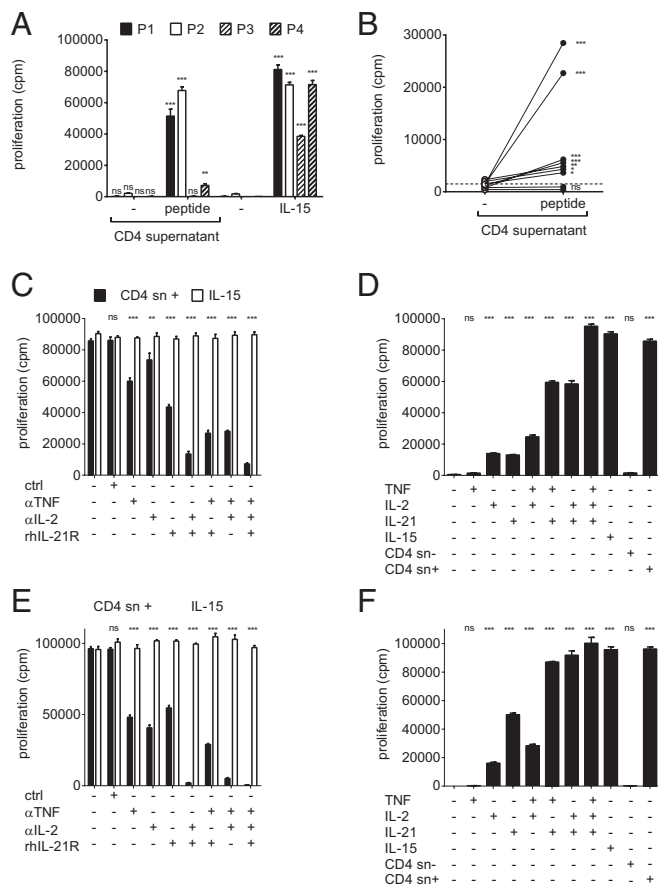 A
P1 P2 P3 P4
proliferation (cpm)
100000
80000
60000
40000
20000
0
ns ns ns ns *** *** ns ** *** *** *** ***
- peptide - IL-15
CD4 supernatant
B
proliferation (cpm)
30000
20000
10000
0
***
***
***
***
**
*
*
ns
- peptide
CD4 supernatant
C
CD4 sn + IL-15
proliferation (cpm)
100000
80000
60000
40000
20000
0
ns *** ** *** *** *** *** ***
ctrl - + - - - - - - -
αTNF - - + - - - + + +
αIL-2 - - - + - + - + +
rhIL-21R - - - - + + + - +
D
proliferation (cpm)
100000
80000
60000
40000
20000
0
ns *** *** *** *** *** *** *** ns ***
TNF - + - - + + - + - - -
IL-2 - - + - + - + + - - -
IL-21 - - - + - + + + - - -
IL-15 - - - - - - - - + - -
CD4 sn- - - - - - - - - - + -
CD4 sn+ - - - - - - - - - - +
E
CD4 sn + IL-15
proliferation (cpm)
100000
50000
0
ns *** *** *** *** *** *** ***
ctrl - + - - - - - - -
αTNF - - + - - - + + +
αIL-2 - - - + - + - + +
rhIL-21R - - - - + + + - +
F
proliferation (cpm)
100000
80000
60000
40000
20000
0
ns *** *** *** *** *** *** *** ns ***
TNF - + - - + + - + - - -
IL-2 - - + - + - + + - - -
IL-21 - - - + - + + + - - -
IL-15 - - - - - - - - + - -
CD4 sn- - - - - - - - - - + -
CD4 sn+ - - - - - - - - - - +